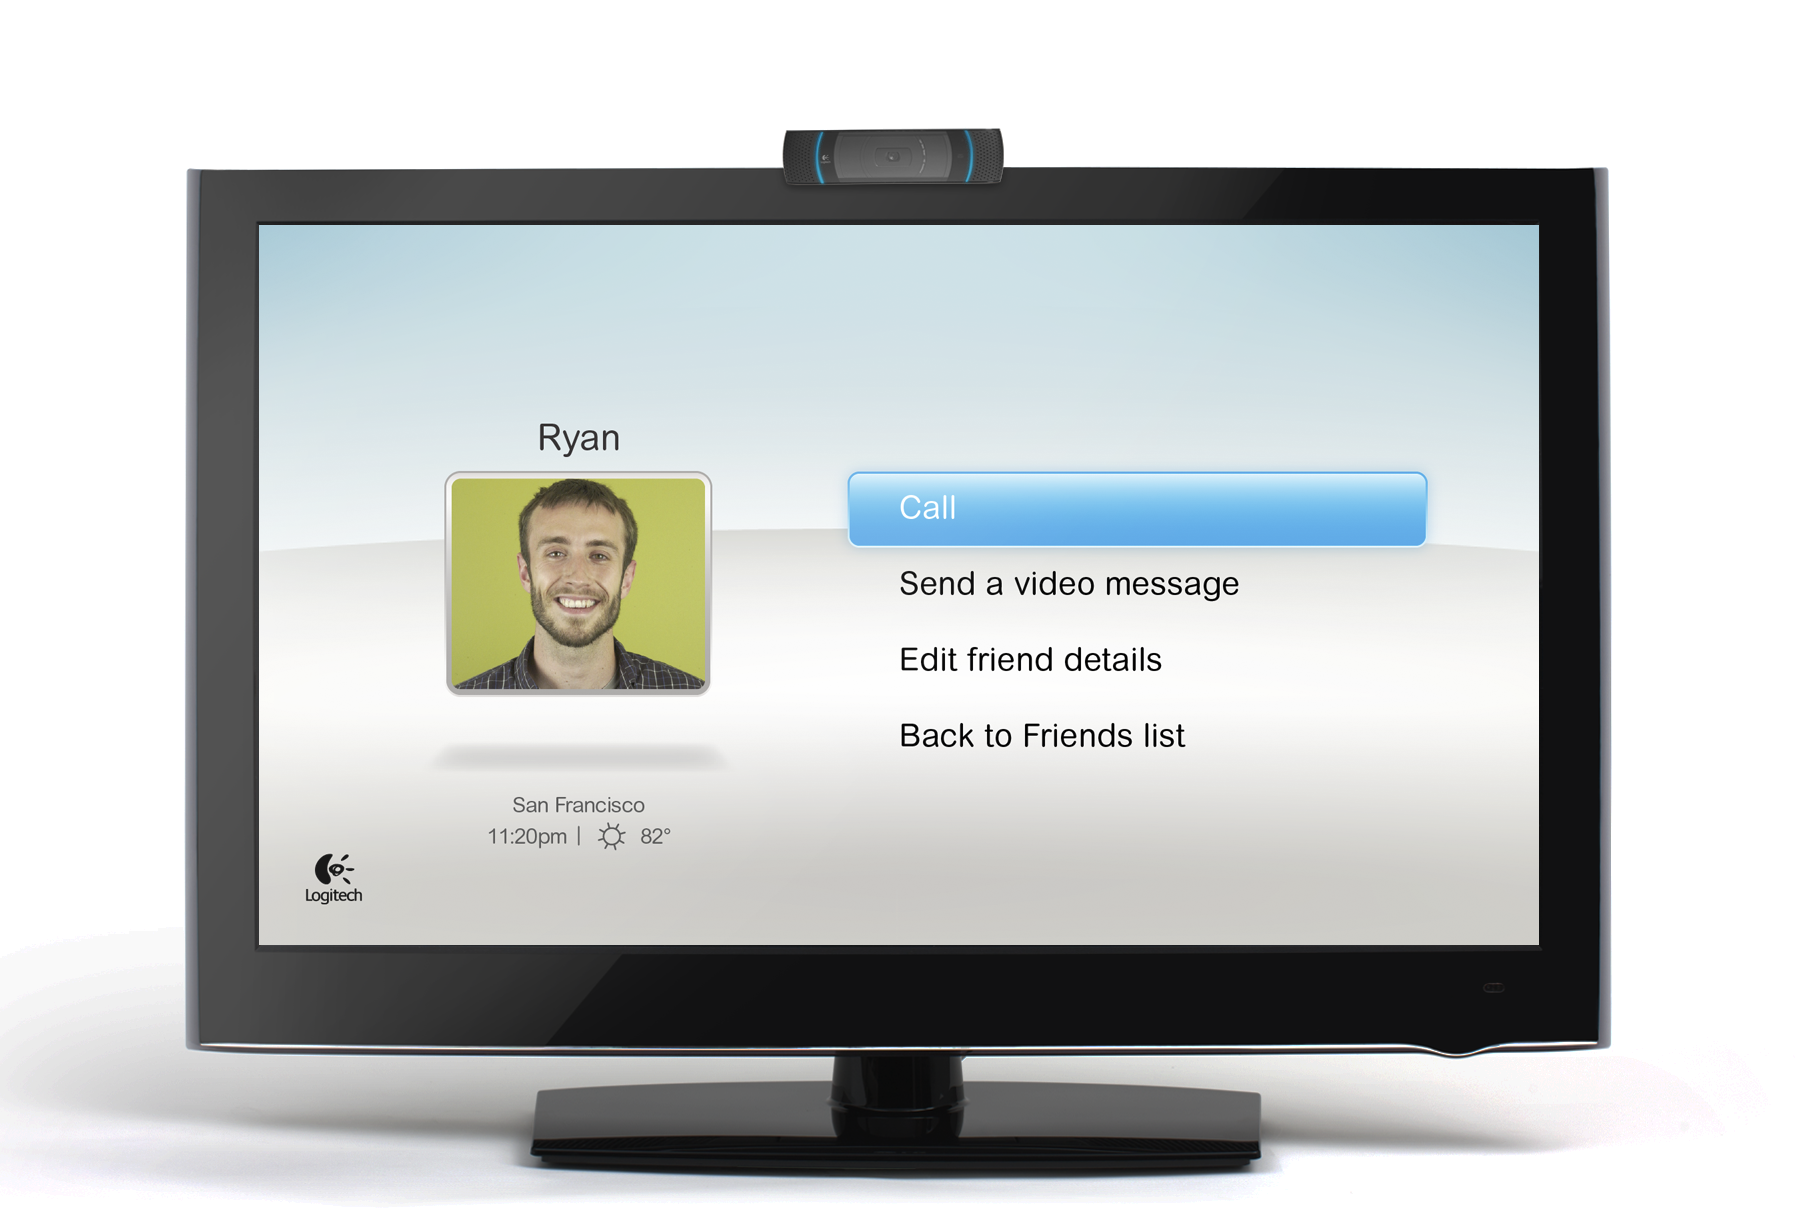 Ryan
Call
Send a video message
Edit friend details
Back to Friends list
San Francisco
11:20pm | 82°
Logitech